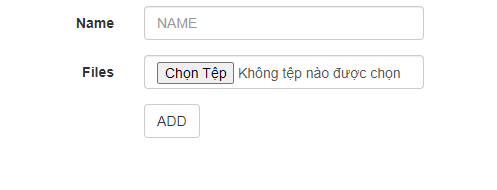 Name NAME
Files Chọn Tệp Không tệp nào được chọn
ADD